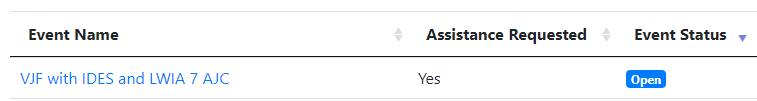 Event Name Assistance Requested Event Status
VJF with IDES and LWIA 7 AJC Yes Open